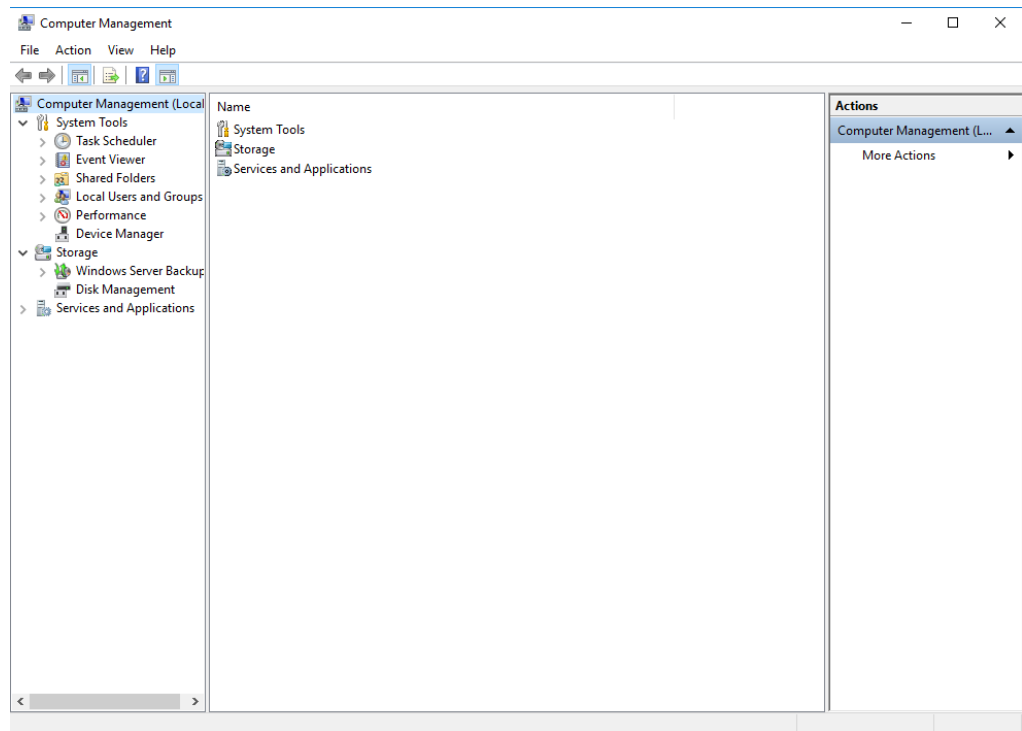 Computer Management
File Action View Help
Computer Management (Local
System Tools
Task Scheduler
Event Viewer
Shared Folders
Local Users and Groups
Performance
Device Manager
Storage
Windows Server Backup
Disk Management
Services and Applications
Name
System Tools
Storage
Services and Applications
Actions
Computer Management (L...
More Actions